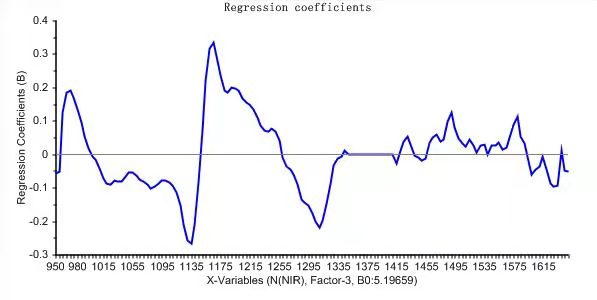 Regression coefficients
Regression Coefficients (B)
0.4
0.3
0.2
0.1
0
-0.1
-0.2
-0.3
950 980 1015 1055 1095 1135 1175 1215 1255 1295 1335 1375 1415 1455 1495 1535 1575 1615
X-Variables (N(NIR), Factor-3, B0:5.19659)